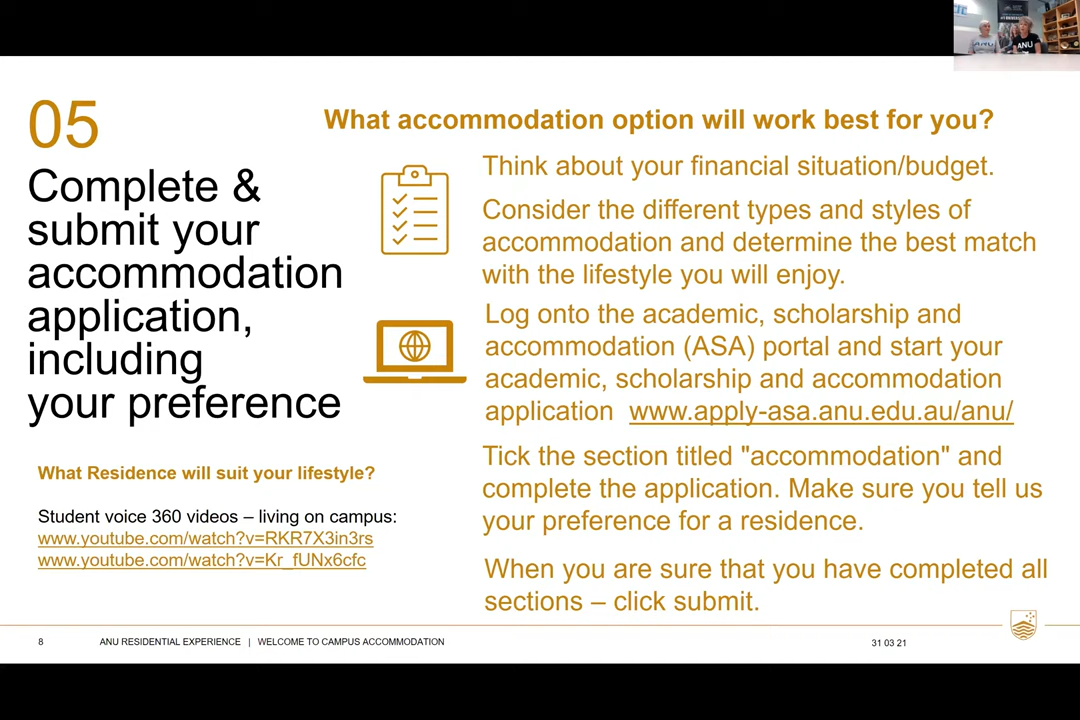 05
Complete &
submit your
accommodation
application,
including
your preference
What Residence will suit your lifestyle?
Student voice 360 videos – living on campus:
www.youtube.com/watch?v=RKR7X3in3rs
www.youtube.com/watch?v=Kr_fUNx6cfc
What accommodation option will work best for you?
Think about your financial situation/budget.
Consider the different types and styles of
accommodation and determine the best match
with the lifestyle you will enjoy.
Log onto the academic, scholarship and
accommodation (ASA) portal and start your
academic, scholarship and accommodation
application www.apply-asa.anu.edu.au/anu/
Tick the section titled "accommodation" and
complete the application. Make sure you tell us
your preference for a residence.
When you are sure that you have completed all
sections – click submit.
8 ANU RESIDENTIAL EXPERIENCE | WELCOME TO CAMPUS ACCOMMODATION
31 03 21
ANU
ANU